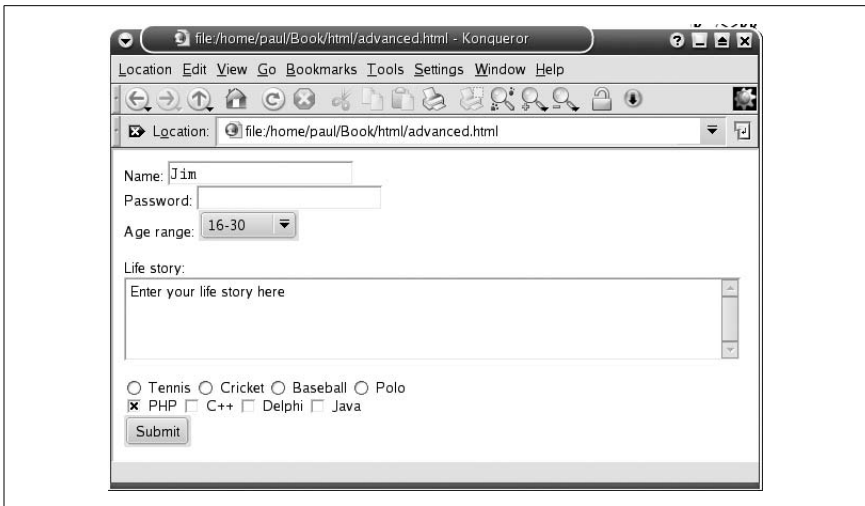 file:/home/paul/Book/html/advanced.html - Konqueror
Location Edit View Go Bookmarks Tools Settings Window Help
Location: file:/home/paul/Book/html/advanced.html
Name: Jim
Password:
Age range: 16-30
Life story:
Enter your life story here
Tennis Cricket Baseball Polo
PHP C++ Delphi Java
Submit